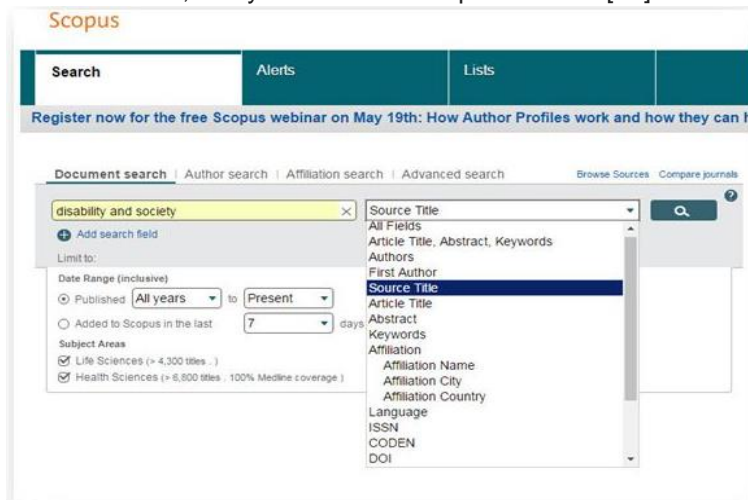 Scopus
Search Alerts Lists
Register now for the free Scopus webinar on May 19th: How Author Profiles work and how they can
Document search | Author search | Affiliation search | Advanced search Browse Sources Compare journals
disability and society × Source Title ?
Add search field
Limit to:
Date Range (inclusive)
Published All years to Present
Added to Scopus in the last 7 days
Subject Areas
Life Sciences (> 4,300 titles . )
Health Sciences (> 6,800 titles . 100% Medline coverage )
All Fields
Article Title, Abstract, Keywords
Authors
First Author
Source Title
Article Title
Abstract
Keywords
Affiliation
Affiliation Name
Affiliation City
Affiliation Country
Language
ISSN
CODEN
DOI